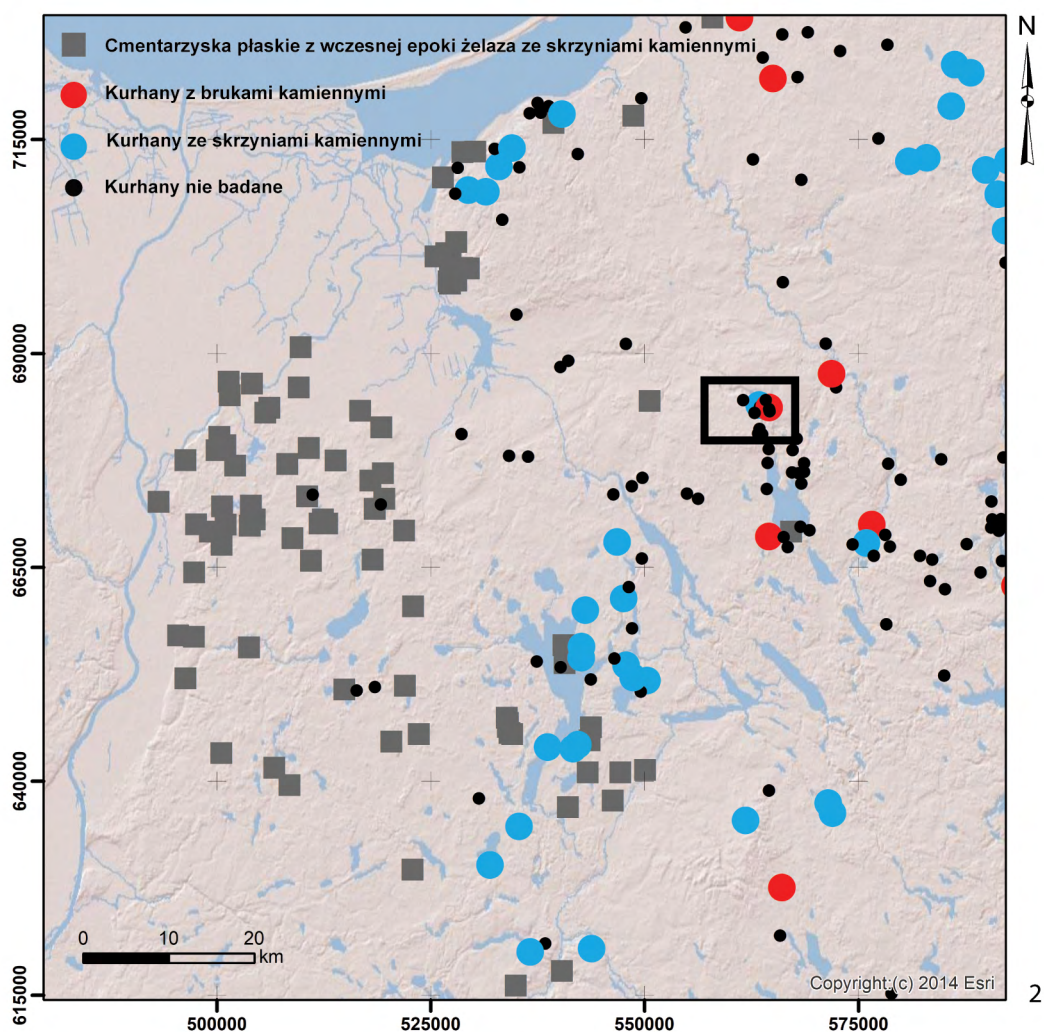 N
Cmentarzyska płaskie z wczesnej epoki żelaza ze skrzyniami kamiennymi
Kurhany z brukami kamiennymi
Kurhany ze skrzyniami kamiennymi
Kurhany nie badane
715000
690000
665000
640000
615000
0 10 20
km
Copyright:(c) 2014 Esri
2
500000 525000 550000 575000